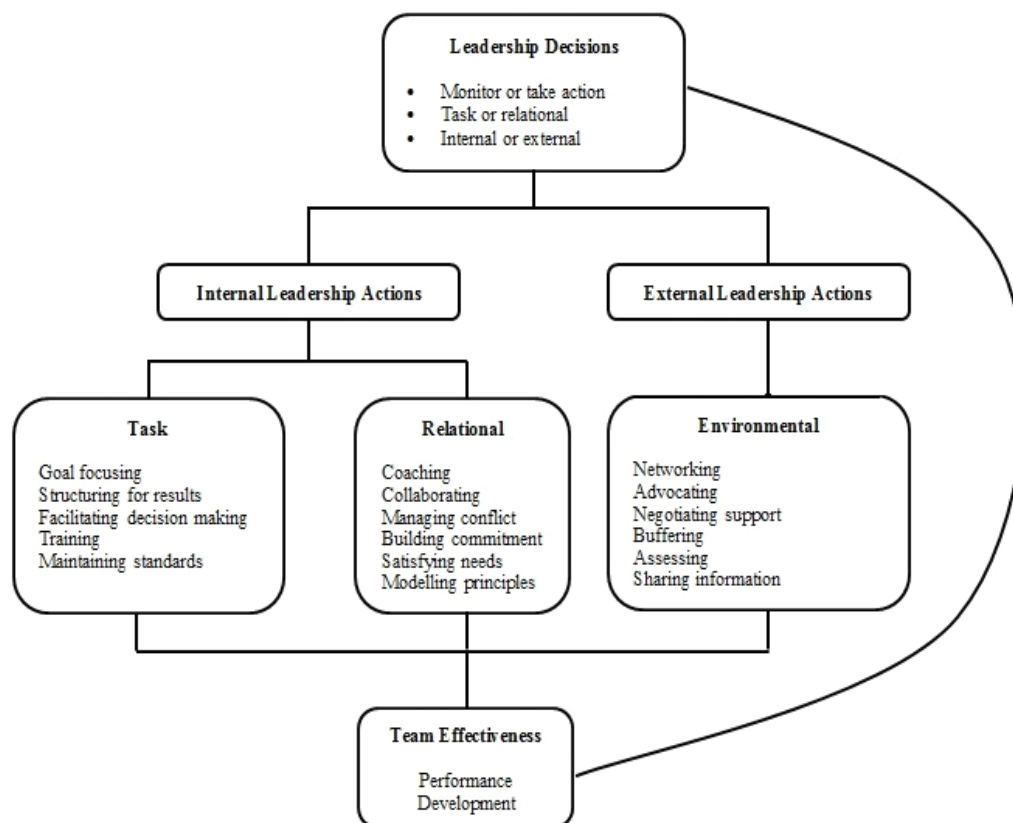 Leadership Decisions
• Monitor or take action
• Task or relational
• Internal or external
Internal Leadership Actions
External Leadership Actions
Task
Goal focusing
Structuring for results
Facilitating decision making
Training
Maintaining standards
Relational
Coaching
Collaborating
Managing conflict
Building commitment
Satisfying needs
Modelling principles
Environmental
Networking
Advocating
Negotiating support
Buffering
Assessing
Sharing information
Team Effectiveness
Performance
Development